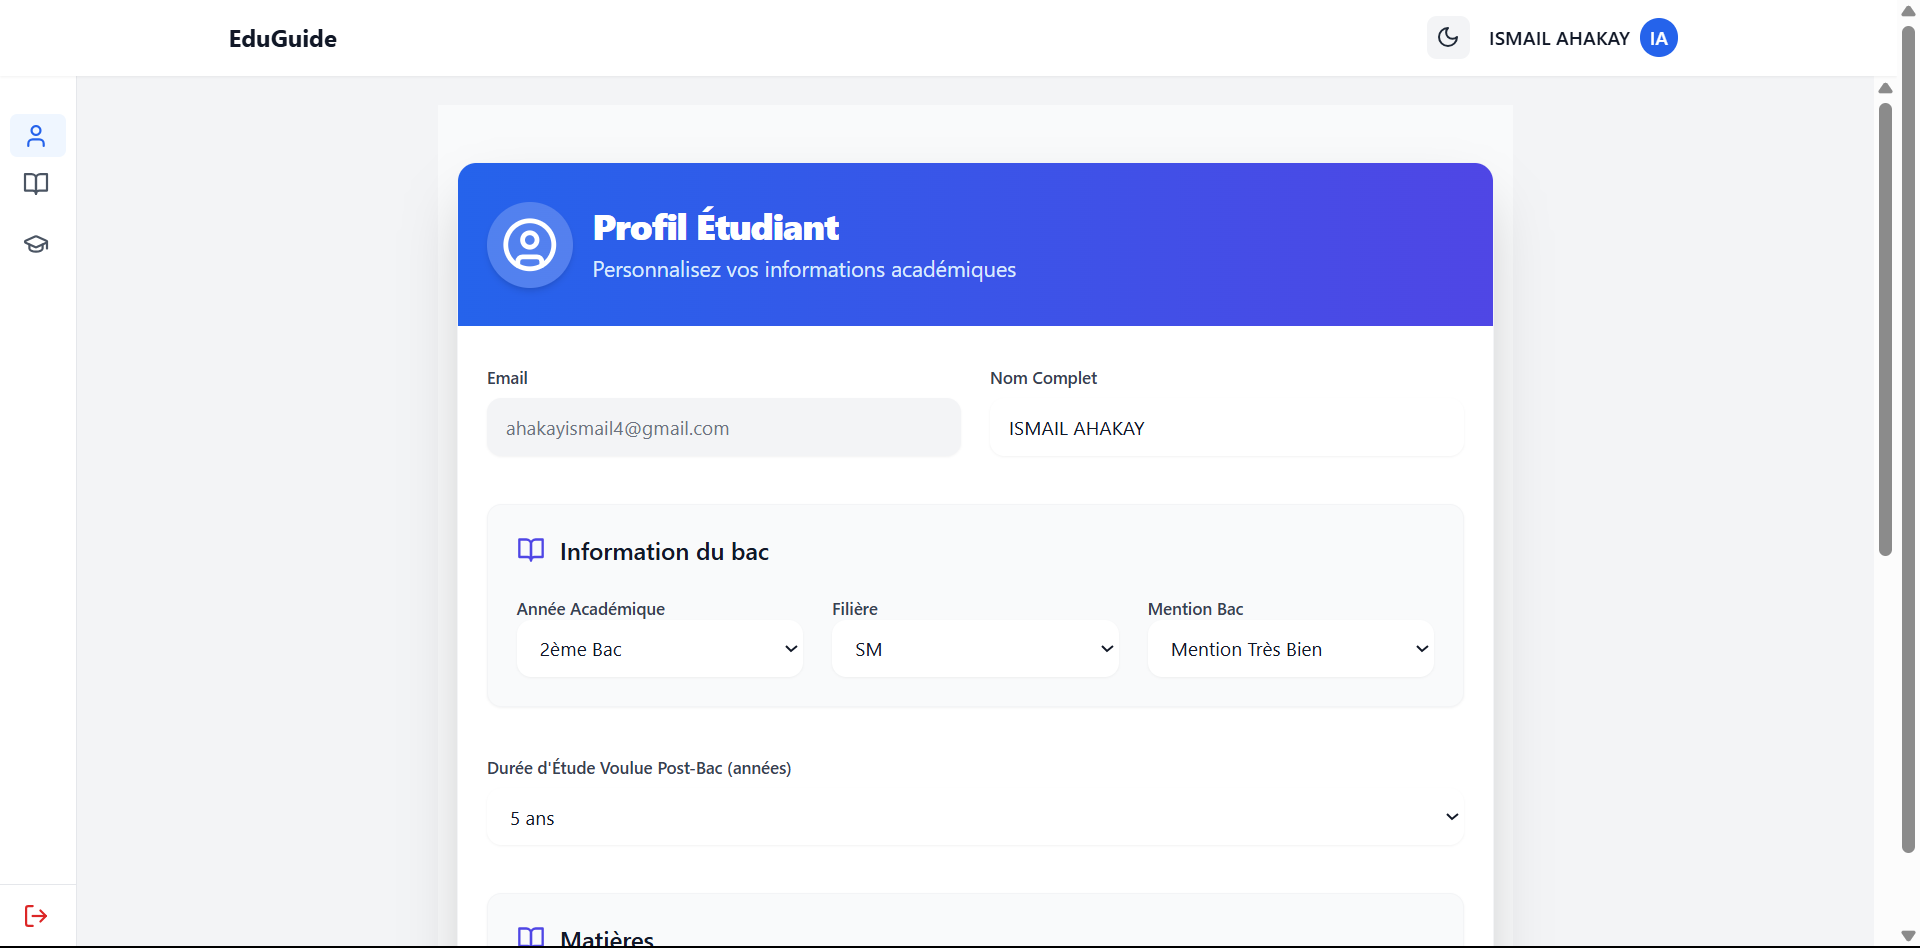 EduGuide
ISMAIL AHAKAY IA
Profil Étudiant
Personnalisez vos informations académiques
Email
Nom Complet
ahakayismail4@gmail.com
ISMAIL AHAKAY
Information du bac
Année Académique
Filière
Mention Bac
2ème Bac
SM
Mention Très Bien
Durée d'Étude Voulue Post-Bac (années)
5 ans
Matières